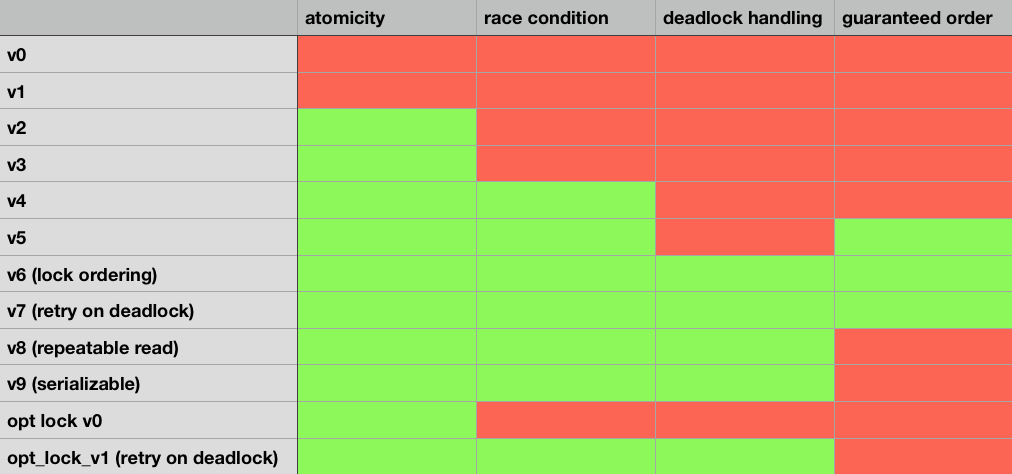 atomicity race condition deadlock handling guaranteed order
v0
v1
v2
v3
v4
v5
v6 (lock ordering)
v7 (retry on deadlock)
v8 (repeatable read)
v9 (serializable)
opt lock v0
opt_lock_v1 (retry on deadlock)